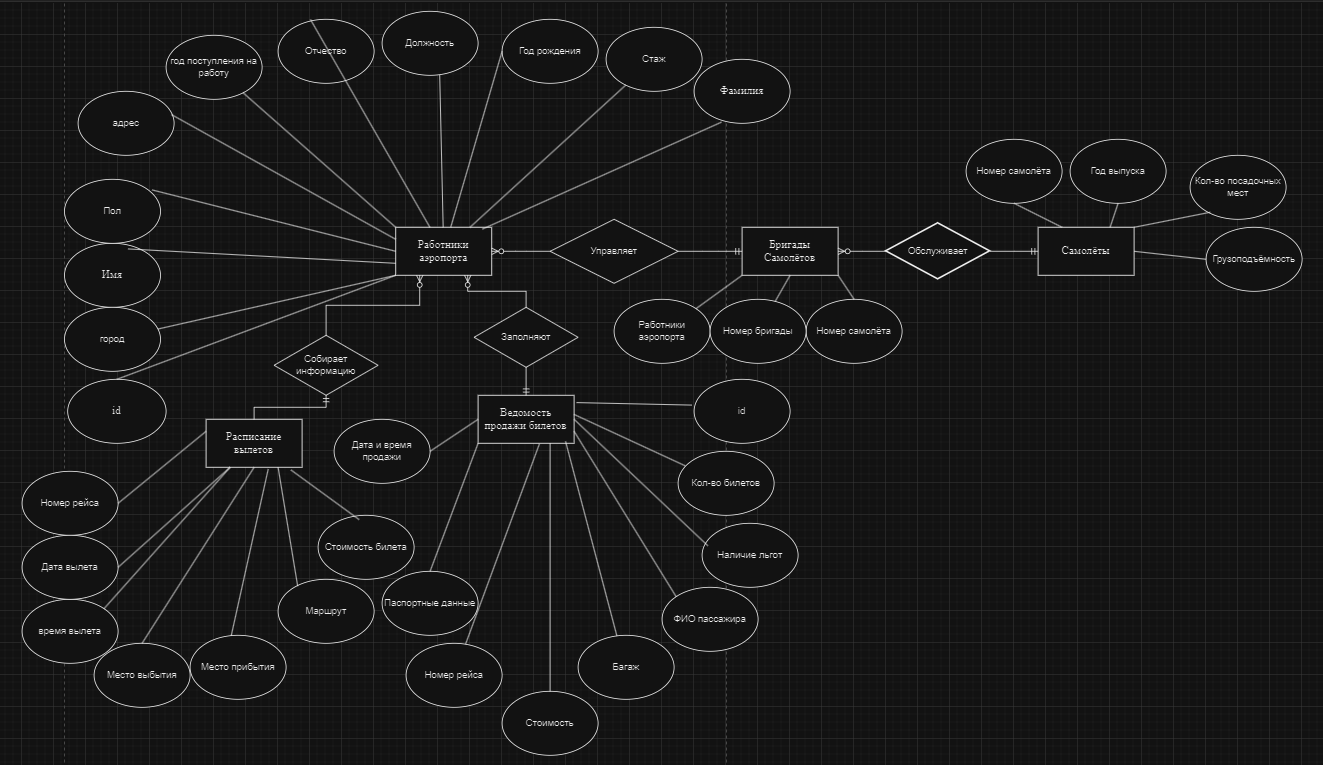 Отчество
Должность
Год рождения
Стаж
год поступления на
работу
Фамилия
адрес
Номер самолёта
Год выпуска
Кол-во посадочных
мест
Пол
Работники
аэропорта
Управляет
Бригады
Самолётов
Обслуживает
Самолёты
Грузоподъёмность
Имя
город
Собирает
информацию
Заполняют
Работники
аэропорта
Номер бригады
Номер самолёта
id
Расписание
вылетов
Дата и время
продажи
Ведомость
продажи билетов
id
Номер рейса
Кол-во билетов
Дата вылета
Стоимость билета
Наличие льгот
время вылета
Маршрут
Паспортные данные
ФИО пассажира
Место выбытия
Место прибытия
Номер рейса
Багаж
Стоимость